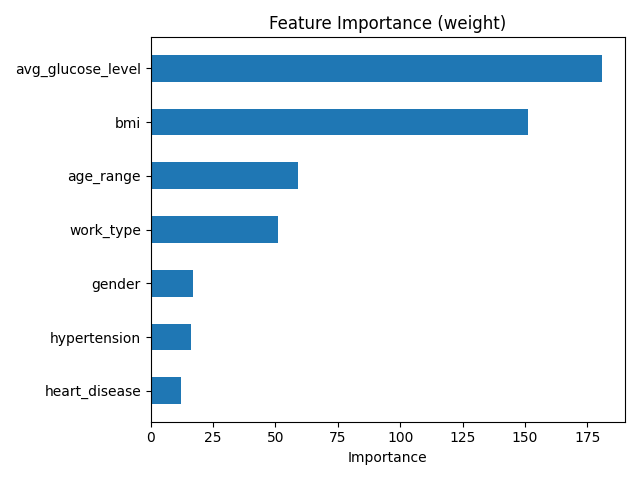 Feature Importance (weight)
avg_glucose_level
bmi
age_range
work_type
gender
hypertension
heart_disease
0 25 50 75 100 125 150 175
Importance